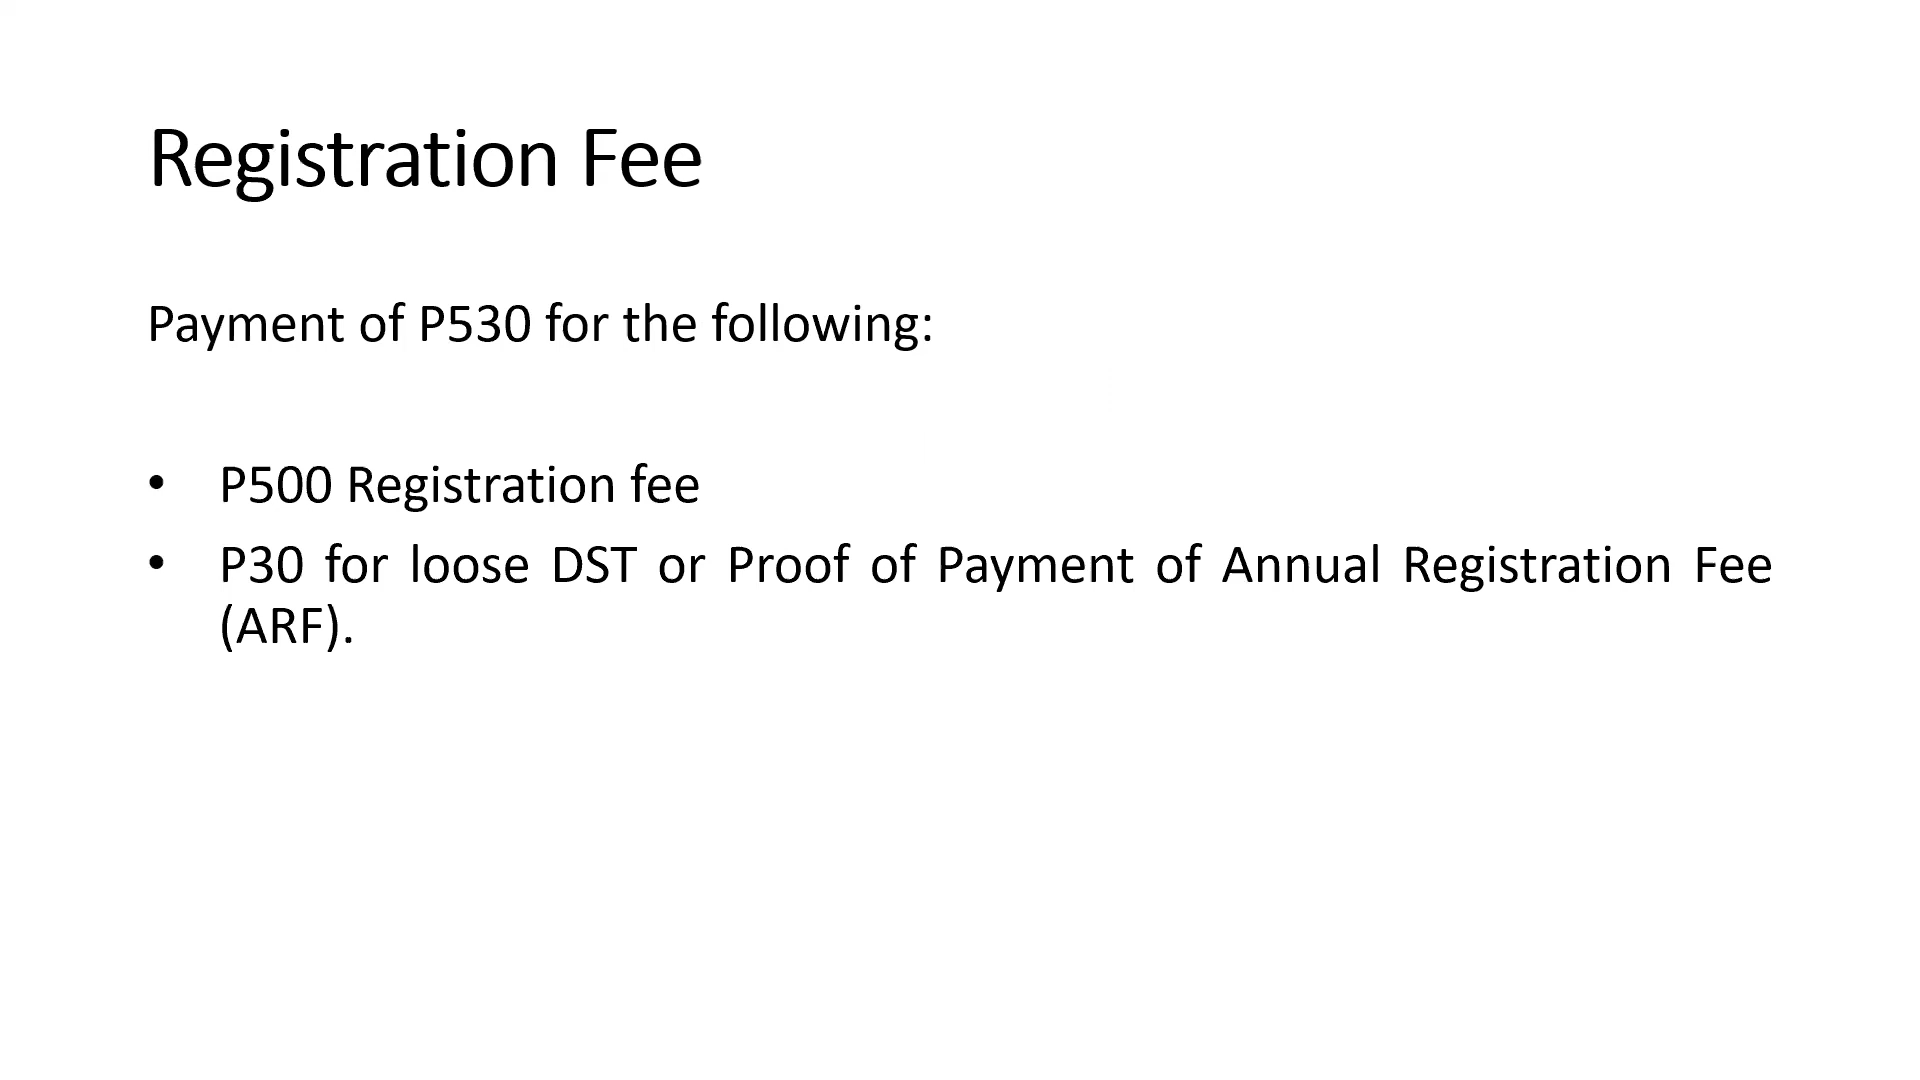 Registration Fee
Payment of P530 for the following:
• P500 Registration fee
• P30 for loose DST or Proof of Payment of Annual Registration Fee
(ARF).